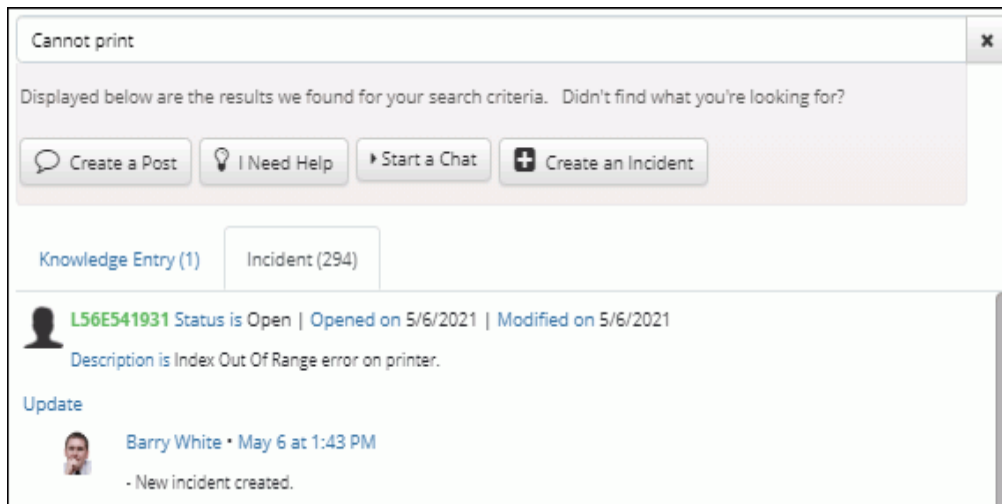 Cannot print
Displayed below are the results we found for your search criteria. Didn't find what you're looking for?
Create a Post I Need Help Start a Chat Create an Incident
Knowledge Entry (1) Incident (294)
L56E541931 Status is Open | Opened on 5/6/2021 | Modified on 5/6/2021
Description is Index Out Of Range error on printer.
Update
Barry White • May 6 at 1:43 PM
- New incident created.